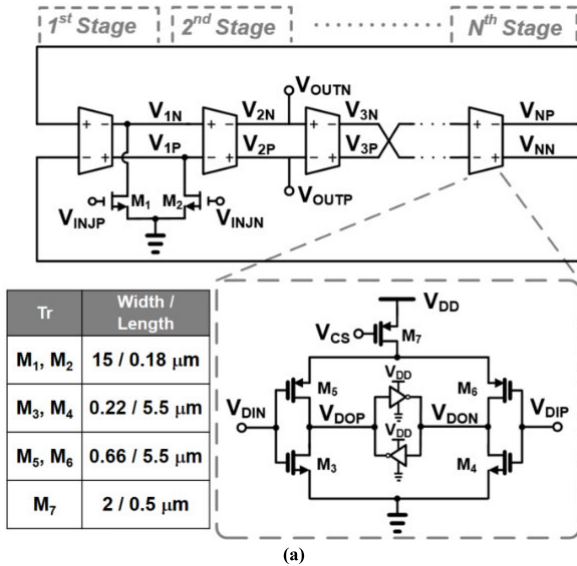 1st Stage
2nd Stage
Nth Stage
VOUTN
V1N
V2N
V3N
VNP
+ −
+ −
+ −
+ −
− +
− +
− +
− +
V1P
V2P
V3P
VNN
M1
M2
VINJP
VINJN
VOUTP
Tr
Width / Length
M1, M2
15 / 0.18 μm
M3, M4
0.22 / 5.5 μm
M5, M6
0.66 / 5.5 μm
M7
2 / 0.5 μm
VDD
VCS
M7
VDD
M5
M6
VDIN
VDOP
VDON
VDIP
VDD
M3
M4
(a)